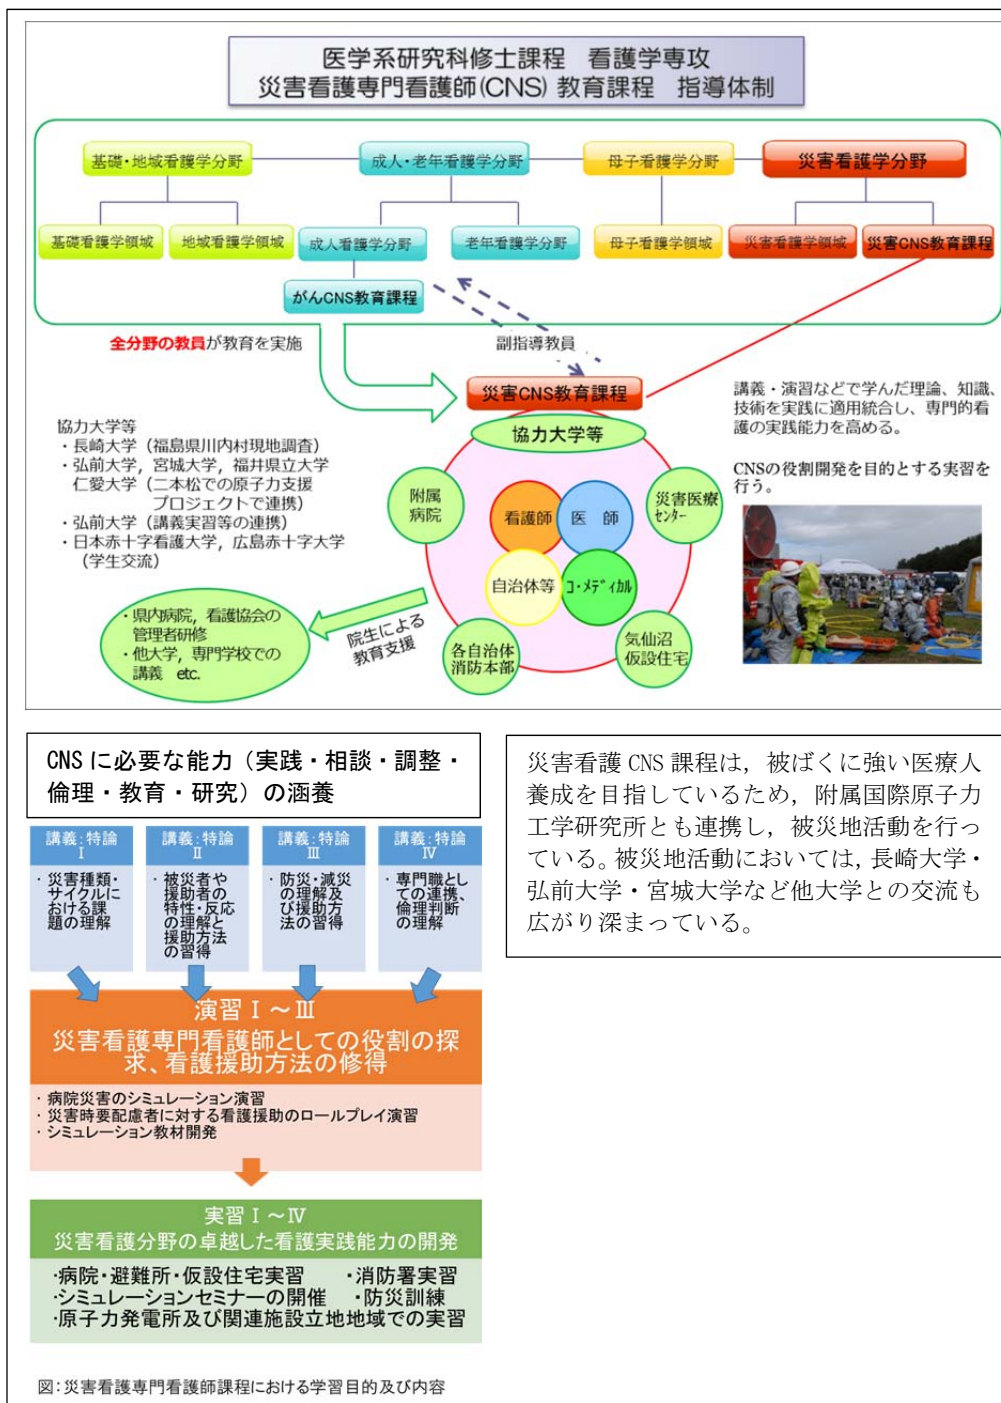 医学系研究科修士課程 看護学専攻
災害看護専門看護師(CNS) 教育課程 指導体制
基礎・地域看護学分野
成人・老年看護学分野
母子看護学分野
災害看護学分野
基礎看護学領域
地域看護学領域
成人看護学分野
老年看護学分野
母子看護学領域
災害看護学領域
災害CNS教育課程
がんCNS教育課程
全分野の教員が教育を実施
副指導教員
災害CNS教育課程
協力大学等
・長崎大学（福島県川内村現地調査）
・弘前大学，宮城大学，福井県立大学
仁愛大学（二本松での原子力支援
プロジェクトで連携）
・弘前大学（講義実習等の連携）
・日本赤十字看護大学，広島赤十字大学
（学生交流）
協力大学等
附属
病院
災害医療
センター
看護師
医 師
自治体等
コ・メディカル
各自治体
消防本部
気仙沼
仮設住宅
院生による
教育支援
・県内病院，看護協会の
管理者研修
・他大学，専門学校での
講義 etc.
講義・演習などで学んだ理論、知識、
技術を実践に適用統合し、専門的看
護の実践能力を高める。
CNSの役割開発を目的とする実習を
行う。
CNS に必要な能力（実践・相談・調整・
倫理・教育・研究）の涵養
講義:特論
Ⅰ
・災害種類・
サイクルに
おける課
題の理解
講義:特論
Ⅱ
・被災者や
援助者の
特性・反応
の理解と
援助方法
の習得
講義:特論
Ⅲ
・防災・減災
の理解及
び援助方
法の習得
講義:特論
Ⅳ
・専門職とし
ての連携、
倫理判断
の理解
演習Ⅰ～Ⅲ
災害看護専門看護師としての役割の探
求、看護援助方法の修得
・病院災害のシミュレーション演習
・災害時要配慮者に対する看護援助のロールプレイ演習
・シミュレーション教材開発
実習Ⅰ～Ⅳ
災害看護分野の卓越した看護実践能力の開発
・病院・避難所・仮設住宅実習 ・消防署実習
・シミュレーションセミナーの開催 ・防災訓練
・原子力発電所及び関連施設立地地域での実習
図：災害看護専門看護師課程における学習目的及び内容
災害看護 CNS 課程は，被ばくに強い医療人
養成を目指しているため，附属国際原子力
工学研究所とも連携し，被災地活動を行っ
ている。被災地活動においては，長崎大学・
弘前大学・宮城大学など他大学との交流も
広がり深まっている。